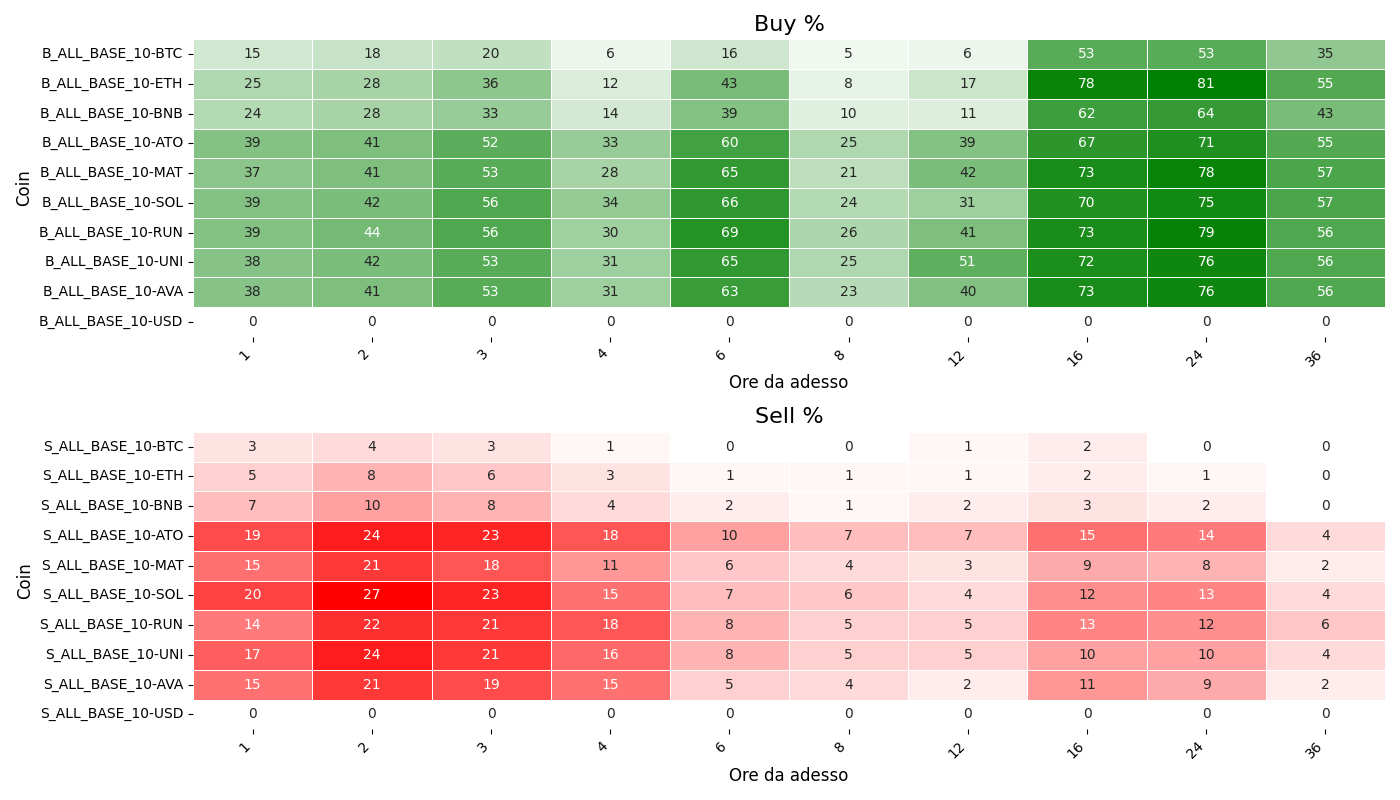 Buy %
Coin
B_ALL_BASE_10-BTC 15 18 20 6 16 5 6 53 53 35
B_ALL_BASE_10-ETH 25 28 36 12 43 8 17 78 81 55
B_ALL_BASE_10-BNB 24 28 33 14 39 10 11 62 64 43
B_ALL_BASE_10-ATO 39 41 52 33 60 25 39 67 71 55
B_ALL_BASE_10-MAT 37 41 53 28 65 21 42 73 78 57
B_ALL_BASE_10-SOL 39 42 56 34 66 24 31 70 75 57
B_ALL_BASE_10-RUN 39 44 56 30 69 26 41 73 79 56
B_ALL_BASE_10-UNI 38 42 53 31 65 25 51 72 76 56
B_ALL_BASE_10-AVA 38 41 53 31 63 23 40 73 76 56
B_ALL_BASE_10-USD 0 0 0 0 0 0 0 0 0 0
1 2 3 4 6 8 12 16 24 36
Ore da adesso
Sell %
Coin
S_ALL_BASE_10-BTC 3 4 3 1 0 0 1 2 0 0
S_ALL_BASE_10-ETH 5 8 6 3 1 1 1 2 1 0
S_ALL_BASE_10-BNB 7 10 8 4 2 1 2 3 2 0
S_ALL_BASE_10-ATO 19 24 23 18 10 7 7 15 14 4
S_ALL_BASE_10-MAT 15 21 18 11 6 4 3 9 8 2
S_ALL_BASE_10-SOL 20 27 23 15 7 6 4 12 13 4
S_ALL_BASE_10-RUN 14 22 21 18 8 5 5 13 12 6
S_ALL_BASE_10-UNI 17 24 21 16 8 5 5 10 10 4
S_ALL_BASE_10-AVA 15 21 19 15 5 4 2 11 9 2
S_ALL_BASE_10-USD 0 0 0 0 0 0 0 0 0 0
1 2 3 4 6 8 12 16 24 36
Ore da adesso